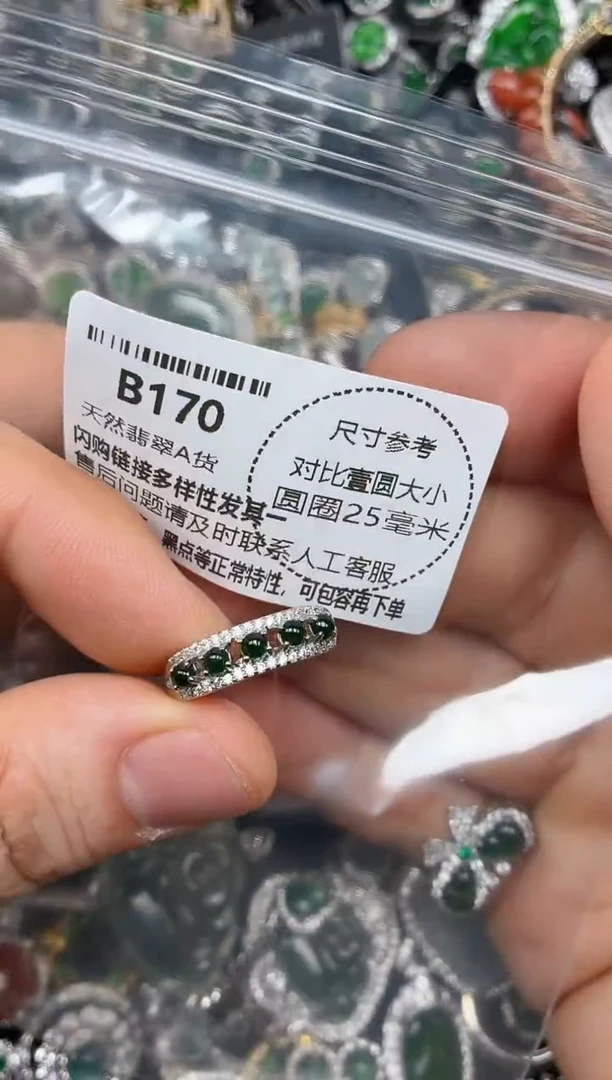 B170
天然翡翠A货
闪购链接多样性发其一
售后问题请及时联系人工客服
黑点等正常特性，可包容再下单
尺寸参考
对比壹圆大小
圆圈25毫米